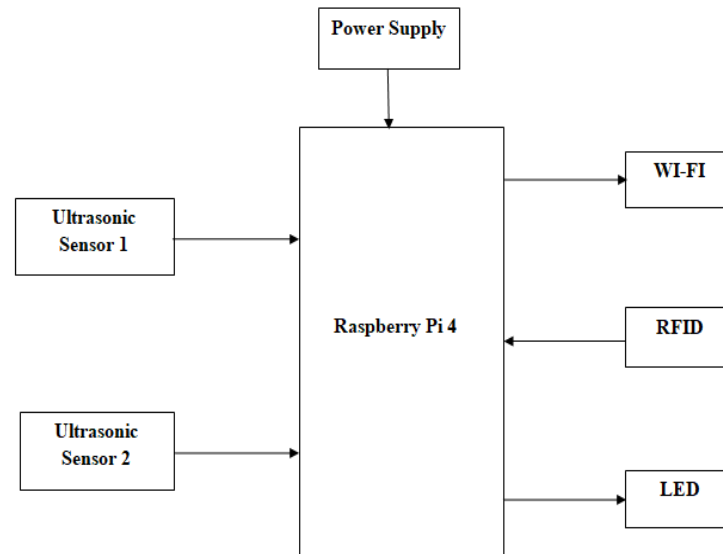 Power Supply
WI-FI
Ultrasonic
Sensor 1
Raspberry Pi 4
RFID
Ultrasonic
Sensor 2
LED